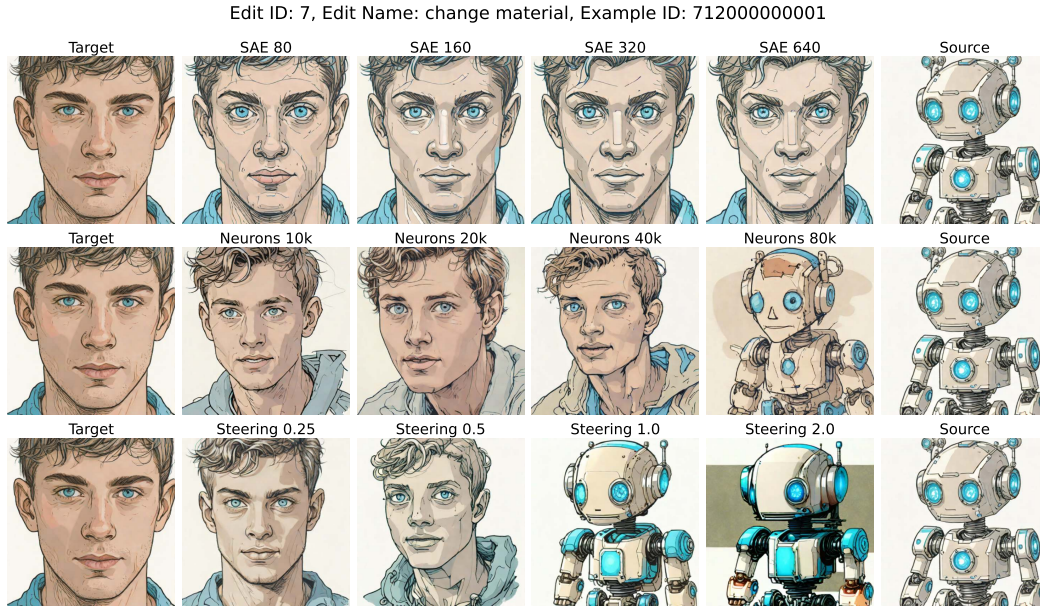 Edit ID: 7, Edit Name: change material, Example ID: 712000000001
Target SAE 80 SAE 160 SAE 320 SAE 640 Source
Target Neurons 10k Neurons 20k Neurons 40k Neurons 80k Source
Target Steering 0.25 Steering 0.5 Steering 1.0 Steering 2.0 Source